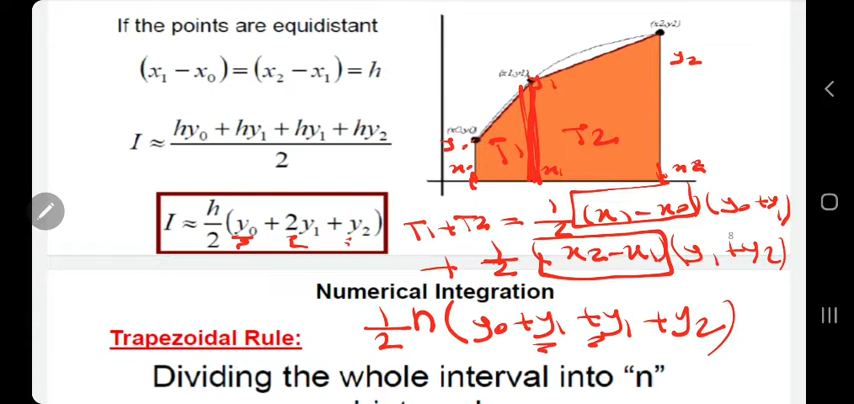 If the points are equidistant
(x₁ − x₀) = (x₂ − x₁) = h
I ≈ (hy₀ + hy₁ + hy₁ + hy₂) / 2
I ≈ h/2 (y₀ + 2y₁ + y₂)
(x2,y2)
y2
(x1,y1)
y1
(x0,y0)
T1
T2
x1
x2
T1+T2 = 1/2 (x1-x0) (y0+y1)
8
+ 1/2 (x2-x1) (y1+y2)
Numerical Integration
1/2 h (y0+y1+y1+y2)
Trapezoidal Rule:
Dividing the whole interval into “n”